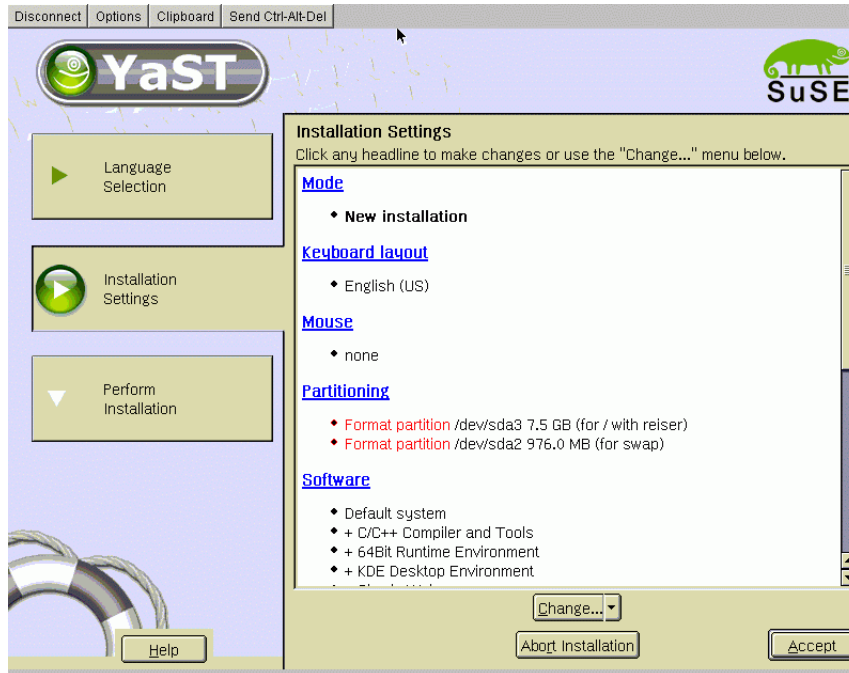 Disconnect Options Clipboard Send Ctrl-Alt-Del
YaST
SuSE
Language
Selection
Installation
Settings
Perform
Installation
Help
Installation Settings
Click any headline to make changes or use the "Change..." menu below.
Mode
New installation
Keyboard layout
English (US)
Mouse
none
Partitioning
Format partition /dev/sda3 7.5 GB (for / with reiser)
Format partition /dev/sda2 976.0 MB (for swap)
Software
Default system
+ C/C++ Compiler and Tools
+ 64Bit Runtime Environment
+ KDE Desktop Environment
Change...
Abort Installation
Accept